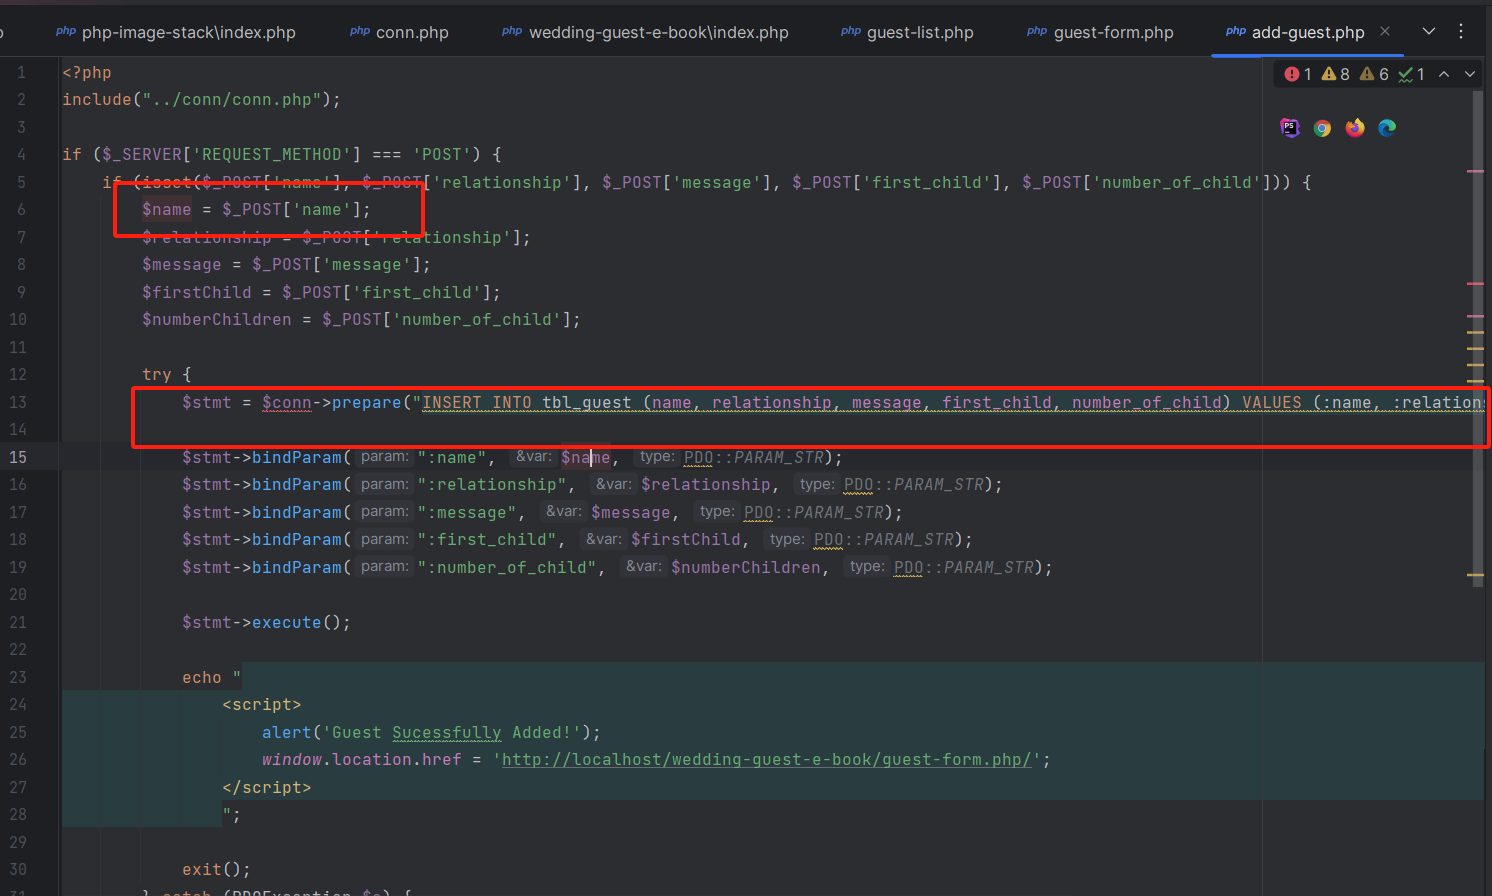 php php-image-stack\index.php php conn.php php wedding-guest-e-book\index.php php guest-list.php php guest-form.php php add-guest.php
1 8 6 1
1 <?php
2 include("../conn/conn.php");
3
4 if ($_SERVER['REQUEST_METHOD'] === 'POST') {
5 if (isset($_POST['name'], $_POST['relationship'], $_POST['message'], $_POST['first_child'], $_POST['number_of_child'])) {
6 $name = $_POST['name'];
7 $relationship = $_POST['relationship'];
8 $message = $_POST['message'];
9 $firstChild = $_POST['first_child'];
10 $numberChildren = $_POST['number_of_child'];
11
12 try {
13 $stmt = $conn->prepare("INSERT INTO tbl_guest (name, relationship, message, first_child, number_of_child) VALUES (:name, :relation
14
15 $stmt->bindParam( param: ":name", &var: $name, type: PDO::PARAM_STR);
16 $stmt->bindParam( param: ":relationship", &var: $relationship, type: PDO::PARAM_STR);
17 $stmt->bindParam( param: ":message", &var: $message, type: PDO::PARAM_STR);
18 $stmt->bindParam( param: ":first_child", &var: $firstChild, type: PDO::PARAM_STR);
19 $stmt->bindParam( param: ":number_of_child", &var: $numberChildren, type: PDO::PARAM_STR);
20
21 $stmt->execute();
22
23 echo "
24 <script>
25 alert('Guest Sucessfully Added!');
26 window.location.href = 'http://localhost/wedding-guest-e-book/guest-form.php/';
27 </script>
28 ";
29
30 exit();
31 } catch (PDOException $e) {